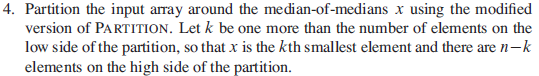 4. Partition the input array around the median-of-medians x using the modified
version of PARTITION. Let k be one more than the number of elements on the
low side of the partition, so that x is the kth smallest element and there are n−k
elements on the high side of the partition.